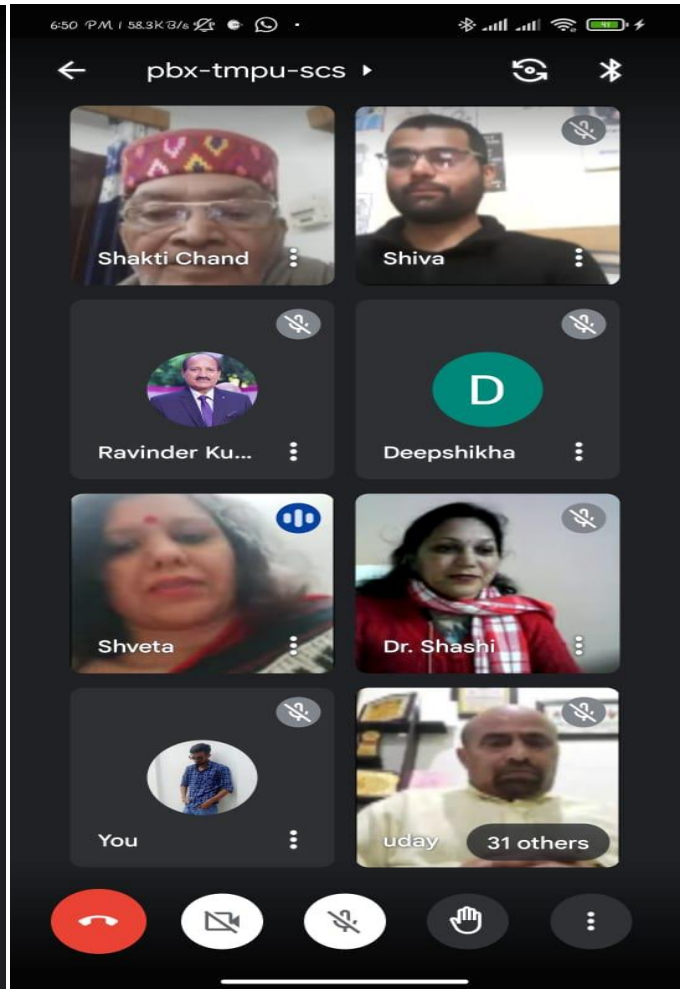 6:50 PM | 58.3KB/s
91
pbx-tmpu-scs
Shakti Chand
Shiva
Ravinder Ku...
D
Deepshikha
Shveta
Dr. Shashi
You
uday
31 others